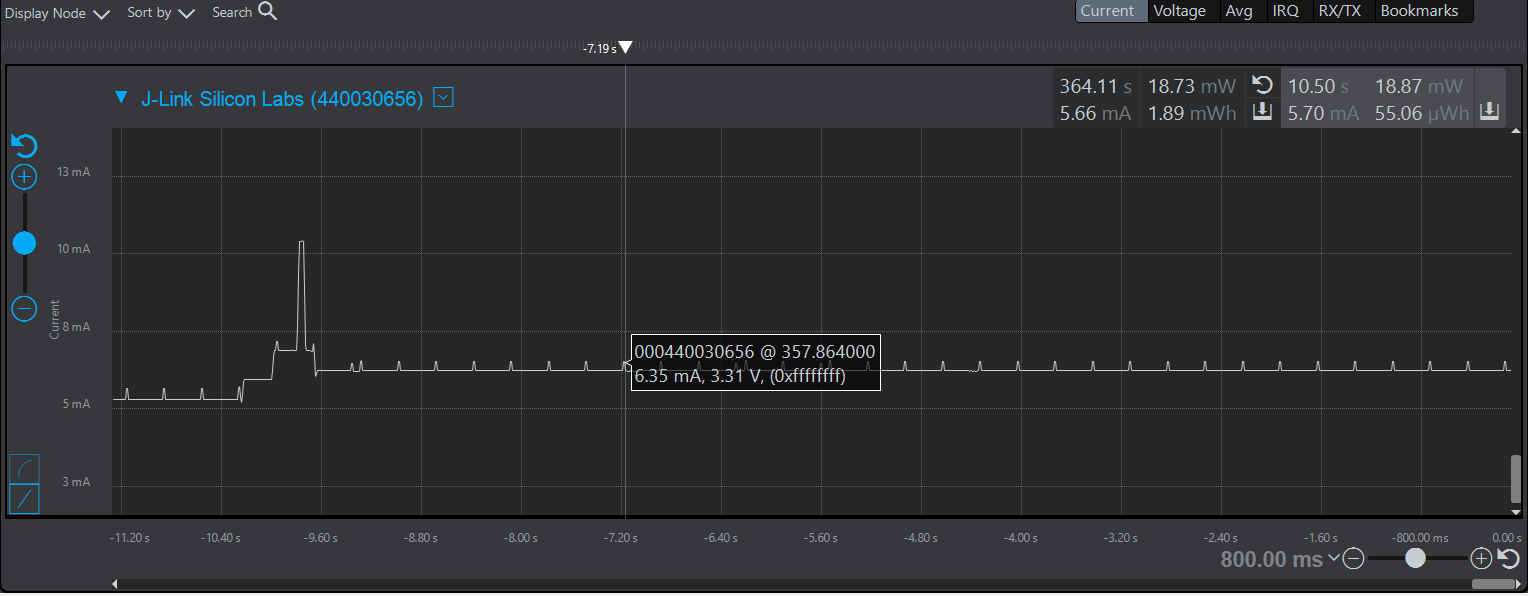 Display Node Sort by Search Current Voltage Avg IRQ RX/TX Bookmarks
-7.19 s
J-Link Silicon Labs (440030656)
364.11 s 18.73 mW 10.50 s 18.87 mW
5.66 mA 1.89 mWh 5.70 mA 55.06 µWh
13 mA
10 mA
8 mA
5 mA
3 mA
Current
000440030656 @ 357.864000
6.35 mA, 3.31 V, (0xffffffff)
-11.20 s -10.40 s -9.60 s -8.80 s -8.00 s -7.20 s -6.40 s -5.60 s -4.80 s -4.00 s -3.20 s -2.40 s -1.60 s -800.00 ms 0.00 s
800.00 ms